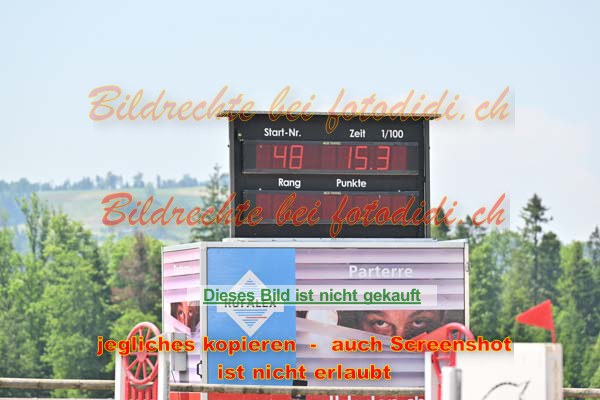 Bildrechte bei fotodidi.ch
Start-Nr. Zeit 1/100
48 15.3
Rang Punkte
Bildrechte bei fotodidi.ch
Parterre
Dieses Bild ist nicht gekauft
RUFALEX
jegliches kopieren - auch Screenshot
ist nicht erlaubt